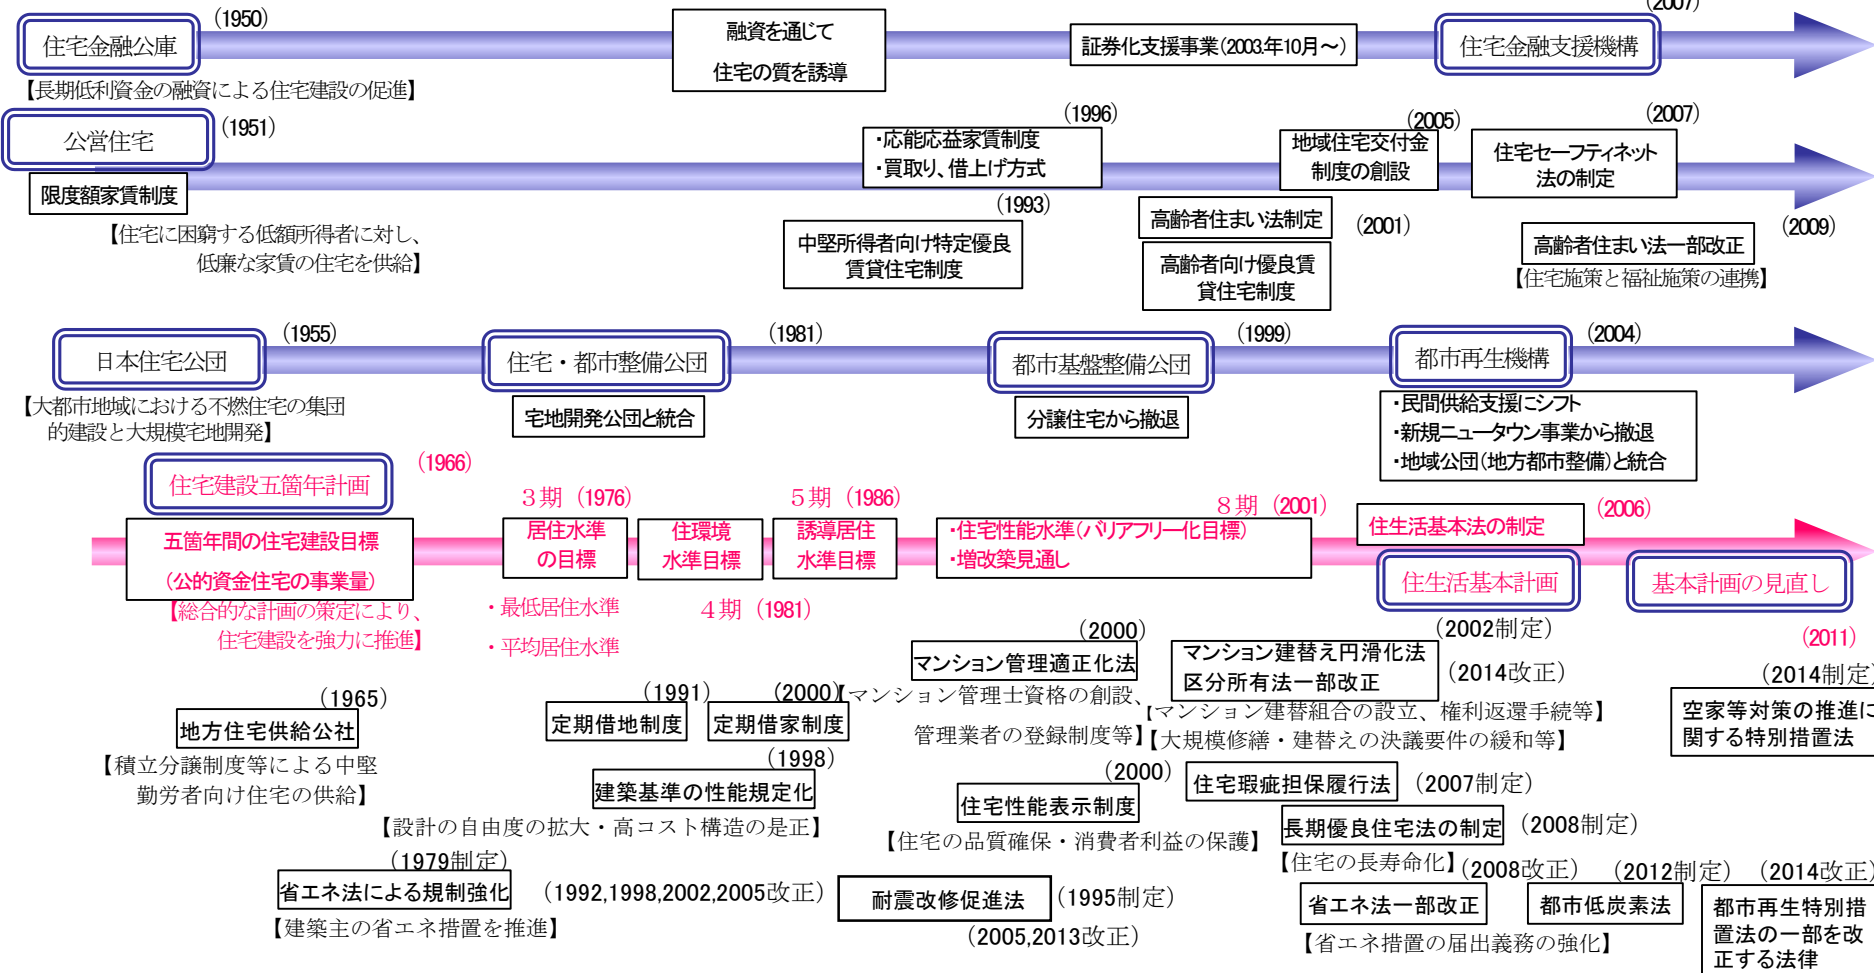 (1950)
住宅金融公庫
【長期低利資金の融資による住宅建設の促進】
融資を通じて
住宅の質を誘導
証券化支援事業(2003.年10月～)
(2007)
住宅金融支援機構
公営住宅
(1951)
限度額家賃制度
【住宅に困窮する低額所得者に対し、
低廉な家賃の住宅を供給】
(1996)
・応能応益家賃制度
・買取り、借上げ方式
(1993)
中堅所得者向け特定優良
賃貸住宅制度
(2005)
地域住宅交付金
制度の創設
高齢者住まい法制定
(2001)
高齢者向け優良賃
貸住宅制度
(2007)
住宅セーフティネット
法の制定
(2009)
高齢者住まい法一部改正
【住宅施策と福祉施策の連携】
日本住宅公団
(1955)
【大都市地域における不燃住宅の集団
的建設と大規模宅地開発】
住宅・都市整備公団
(1981)
宅地開発公団と統合
都市基盤整備公団
(1999)
分譲住宅から撤退
都市再生機構
(2004)
・民間供給支援にシフト
・新規ニュータウン事業から撤退
・地域公団(地方都市整備)と統合
住宅建設五箇年計画
(1966)
五箇年間の住宅建設目標
(公的資金住宅の事業量)
【総合的な計画の策定により、
住宅建設を強力に推進】
３期 (1976)
居住水準
の目標
・最低居住水準
・平均居住水準
住環境
水準目標
４期 (1981)
５期 (1986)
誘導居住
水準目標
８期 (2001)
・住宅性能水準(バリアフリー化目標)
・増改築見通し
住生活基本法の制定
(2006)
住生活基本計画
基本計画の見直し
(2011)
(1965)
地方住宅供給公社
【積立分譲制度等による中堅
勤労者向け住宅の供給】
(1991)
定期借地制度
(2000)
定期借家制度
(1998)
建築基準の性能規定化
【設計の自由度の拡大・高コスト構造の是正】
(2000)
マンション管理適正化法
【マンション管理士資格の創設、
管理業者の登録制度等】
(2002制定)
マンション建替え円滑化法
区分所有法一部改正
(2014改正)
【マンション建替組合の設立、権利返還手続等】
【大規模修繕・建替えの決議要件の緩和等】
(2014制定)
空家等対策の推進に
関する特別措置法
(2000)
住宅性能表示制度
【住宅の品質確保・消費者利益の保護】
住宅瑕疵担保履行法
(2007制定)
長期優良住宅法の制定
(2008制定)
【住宅の長寿命化】
(1979制定)
省エネ法による規制強化
(1992,1998,2002,2005改正)
【建築主の省エネ措置を推進】
耐震改修促進法
(1995制定)
(2005,2013改正)
(2008改正)
省エネ法一部改正
【省エネ措置の届出義務の強化】
(2012制定)
都市低炭素法
(2014改正)
都市再生特別措
置法の一部を改
正する法律